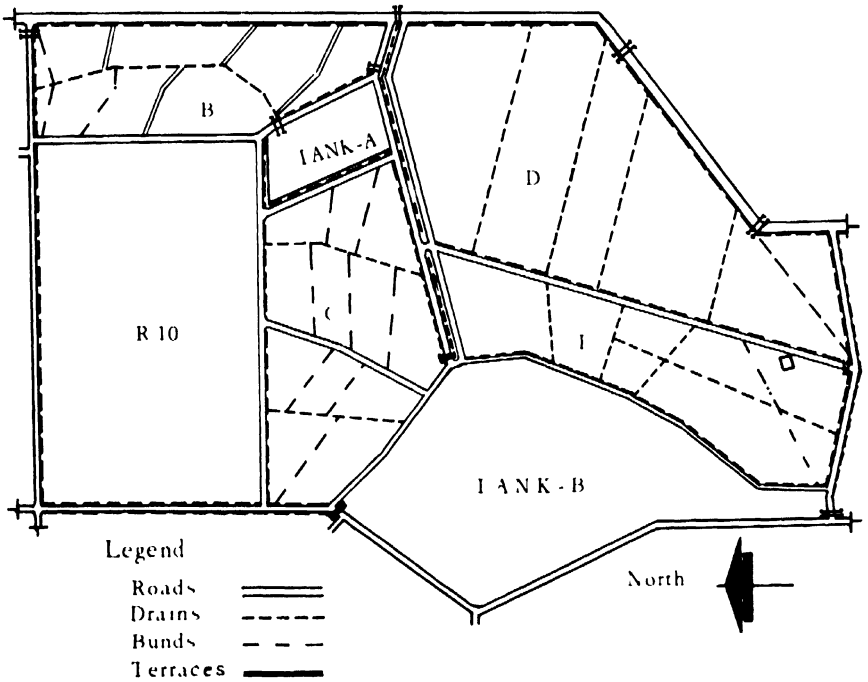 B
TANK-A
D
R 10
C
I
TANK-B
Legend
Roads
Drains
Bunds
Terraces
North